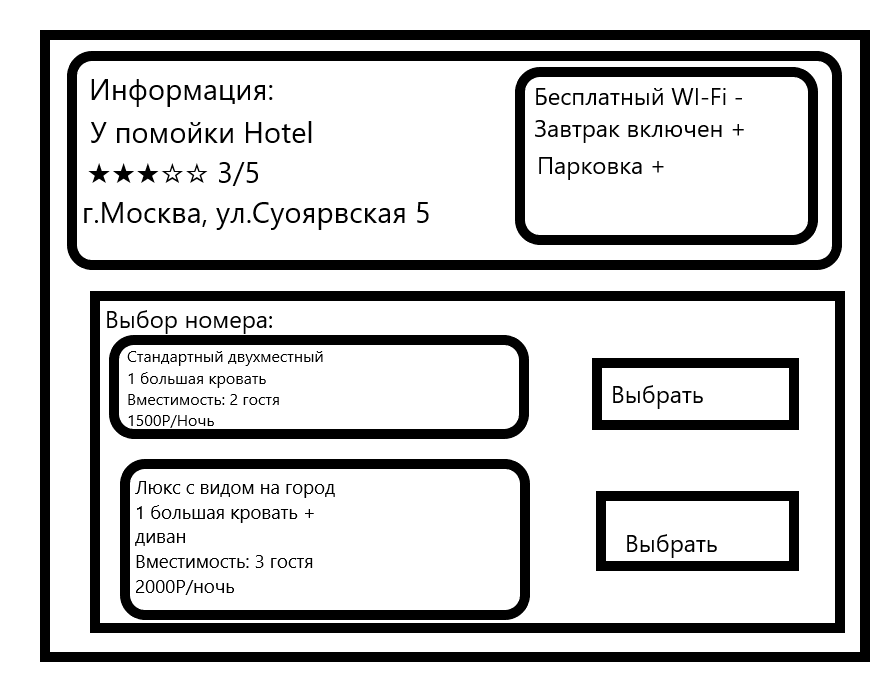 Информация:
У помойки Hotel
★★★☆☆ 3/5
г.Москва, ул.Суоярвская 5
Бесплатный WI-Fi -
Завтрак включен +
Парковка +
Выбор номера:
Стандартный двухместный
1 большая кровать
Вместимость: 2 гостя
1500Р/Ночь
Выбрать
Люкс с видом на город
1 большая кровать +
диван
Вместимость: 3 гостя
2000Р/ночь
Выбрать